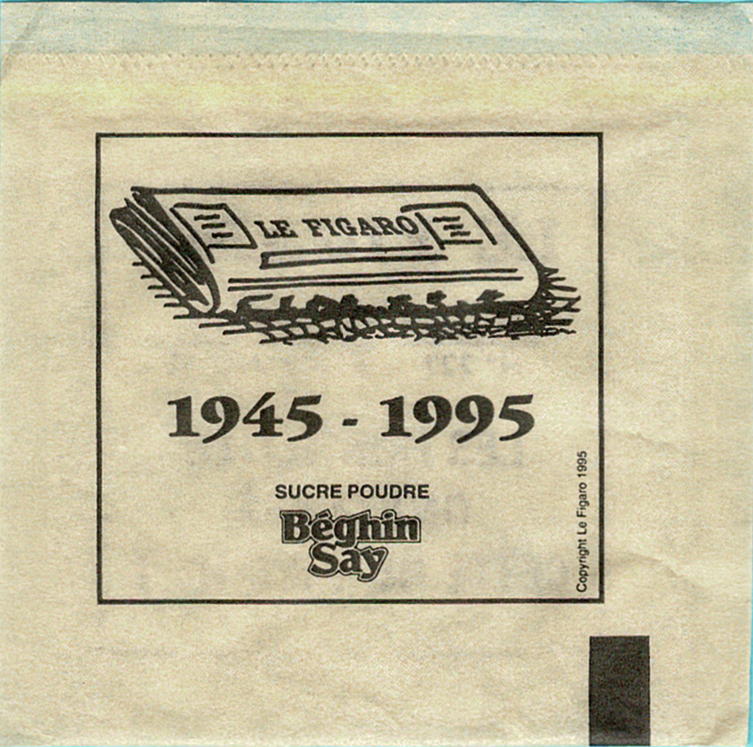 LE FIGARO
1945 - 1995
SUCRE POUDRE
Béghin
Say
Copyright Le Figaro 1995